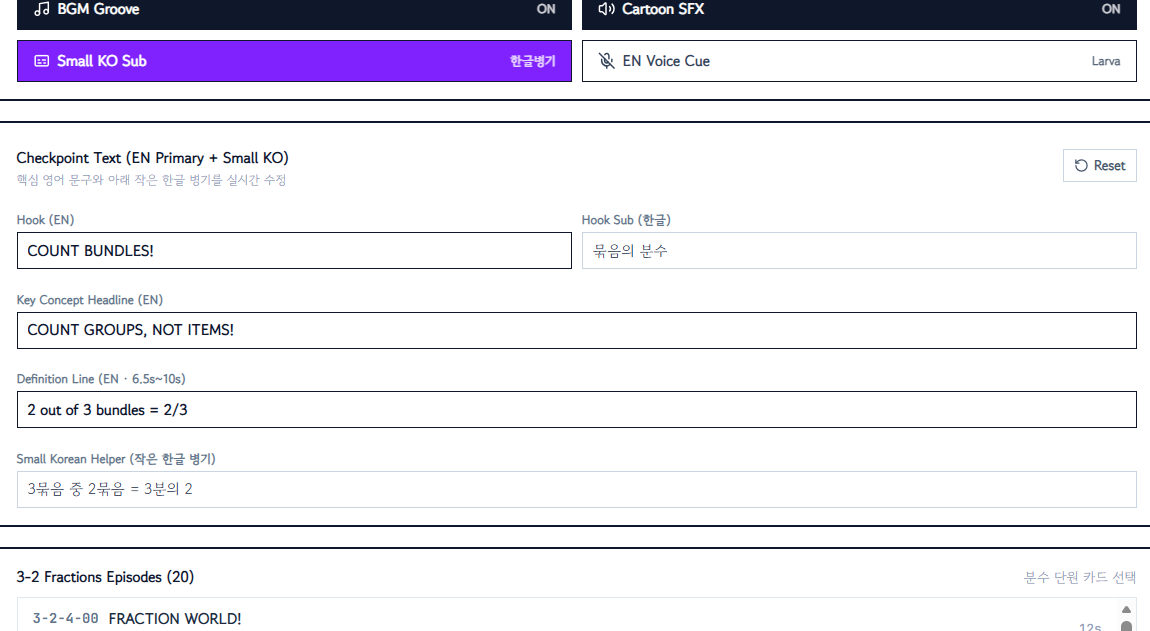 BGM Groove ON
Cartoon SFX ON
Small KO Sub 한글병기
EN Voice Cue Larva
Checkpoint Text (EN Primary + Small KO)
핵심 영어 문구와 아래 작은 한글 병기를 실시간 수정
Reset
Hook (EN)
COUNT BUNDLES!
Hook Sub (한글)
묶음의 분수
Key Concept Headline (EN)
COUNT GROUPS, NOT ITEMS!
Definition Line (EN · 6.5s~10s)
2 out of 3 bundles = 2/3
Small Korean Helper (작은 한글 병기)
3묶음 중 2묶음 = 3분의 2
3-2 Fractions Episodes (20)
분수 단원 카드 선택
3-2-4-00 FRACTION WORLD!
12s